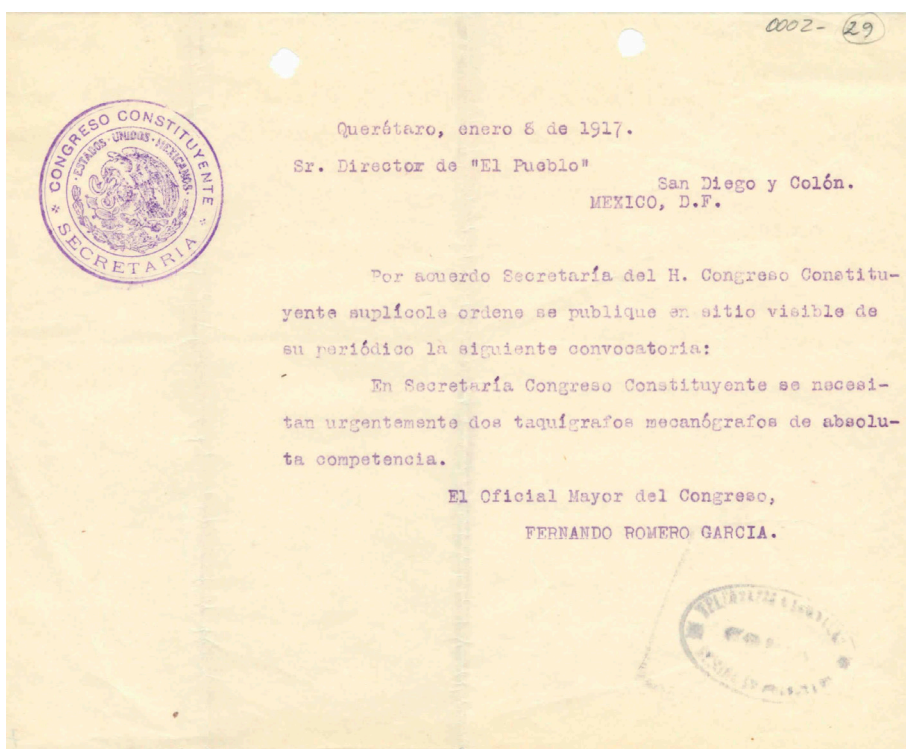 0002- 29
CONGRESO CONSTITUYENTE
ESTADOS·UNIDOS·MEXICANOS
SECRETARIA
Querétaro, enero 8 de 1917.
Sr. Director de "El Pueblo"
San Diego y Colón.
MEXICO, D.F.
Por acuerdo Secretaría del H. Congreso Constitu-
yente suplícole ordene se publique en sitio visible de
su periódico la siguiente convocatoria:
En Secretaría Congreso Constituyente se necesi-
tan urgentemente dos taquígrafos mecanógrafos de absolu-
ta competencia.
El Oficial Mayor del Congreso,
FERNANDO ROMERO GARCIA.